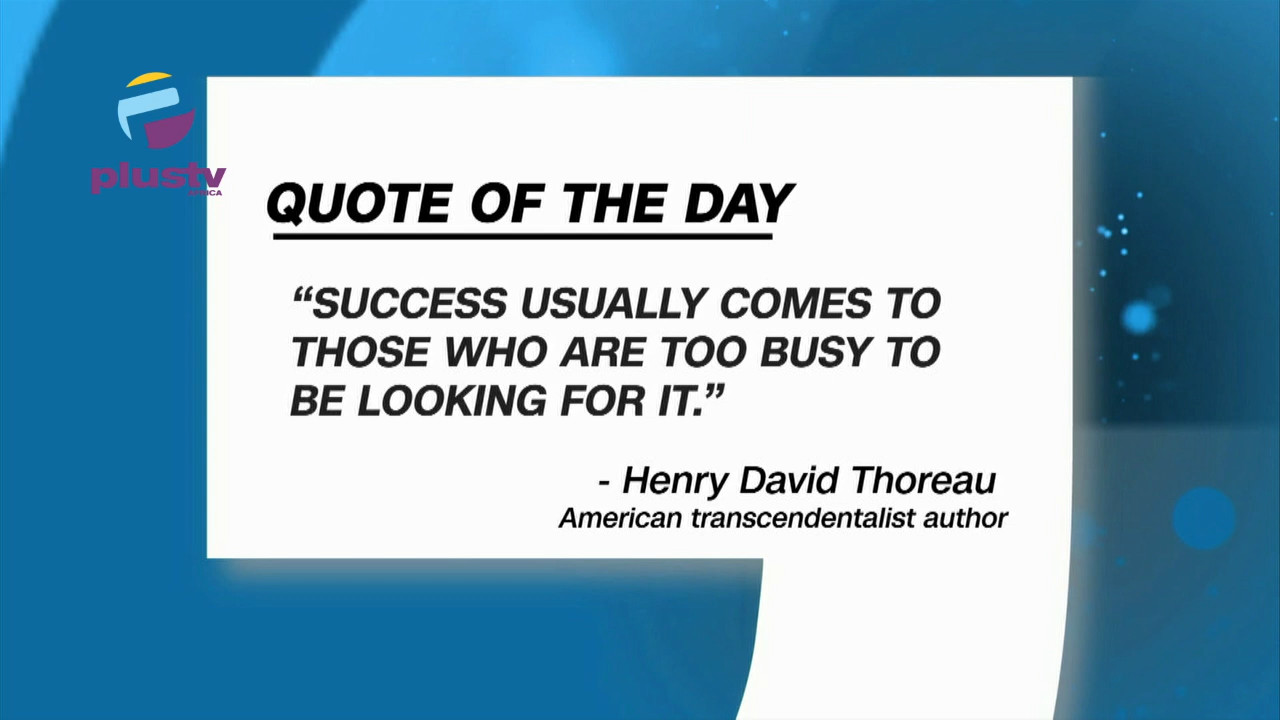 plustv
AFRICA
QUOTE OF THE DAY
“SUCCESS USUALLY COMES TO
THOSE WHO ARE TOO BUSY TO
BE LOOKING FOR IT.”
- Henry David Thoreau
American transcendentalist author